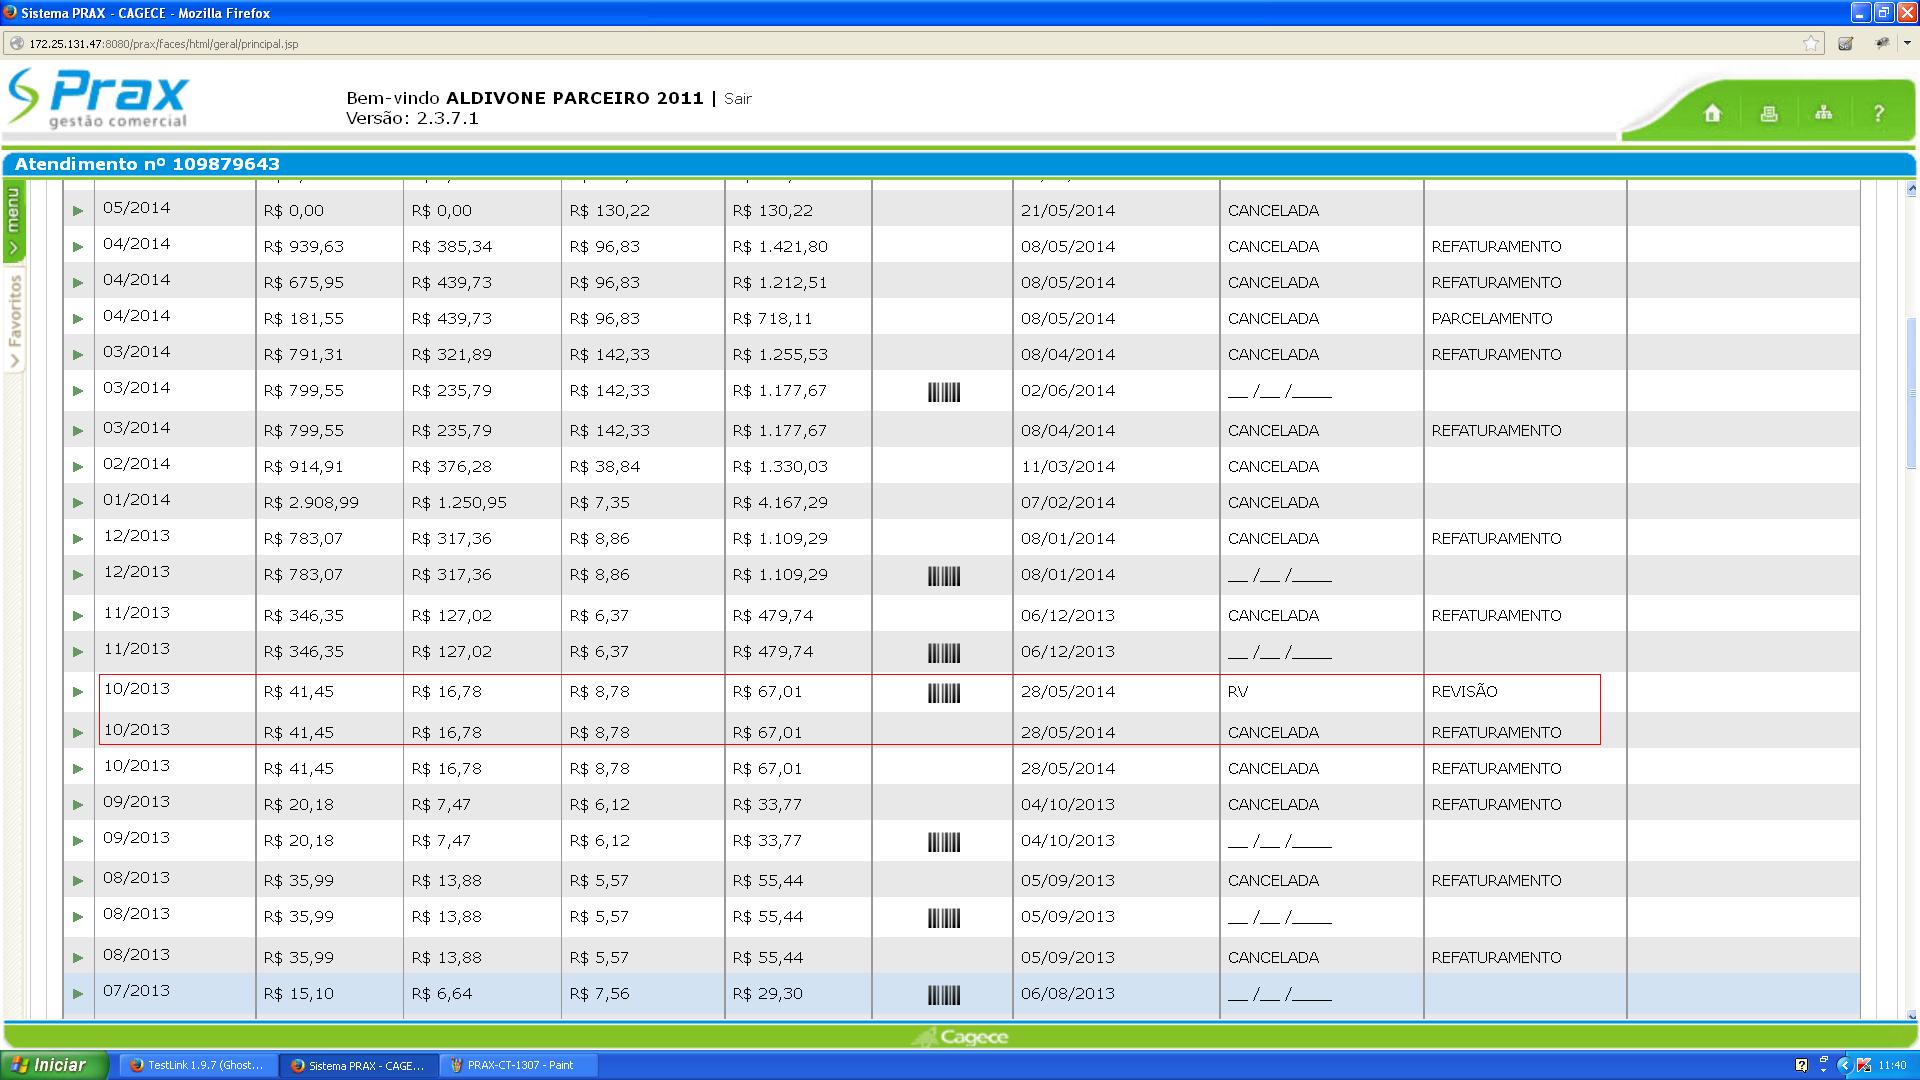 Sistema PRAX - CAGECE - Mozilla Firefox
172.25.131.47:8080/prax/faces/html/geral/principal.jsp
Prax
gestão comercial
Bem-vindo ALDIVONE PARCEIRO 2011 | Sair
Versão: 2.3.7.1
?
Atendimento nº 109879643
menu
Favoritos
05/2014 R$ 0,00 R$ 0,00 R$ 130,22 R$ 130,22 21/05/2014 CANCELADA
04/2014 R$ 939,63 R$ 385,34 R$ 96,83 R$ 1.421,80 08/05/2014 CANCELADA REFATURAMENTO
04/2014 R$ 675,95 R$ 439,73 R$ 96,83 R$ 1.212,51 08/05/2014 CANCELADA REFATURAMENTO
04/2014 R$ 181,55 R$ 439,73 R$ 96,83 R$ 718,11 08/05/2014 CANCELADA PARCELAMENTO
03/2014 R$ 791,31 R$ 321,89 R$ 142,33 R$ 1.255,53 08/04/2014 CANCELADA REFATURAMENTO
03/2014 R$ 799,55 R$ 235,79 R$ 142,33 R$ 1.177,67 02/06/2014 __ /__ /____
03/2014 R$ 799,55 R$ 235,79 R$ 142,33 R$ 1.177,67 08/04/2014 CANCELADA REFATURAMENTO
02/2014 R$ 914,91 R$ 376,28 R$ 38,84 R$ 1.330,03 11/03/2014 CANCELADA
01/2014 R$ 2.908,99 R$ 1.250,95 R$ 7,35 R$ 4.167,29 07/02/2014 CANCELADA
12/2013 R$ 783,07 R$ 317,36 R$ 8,86 R$ 1.109,29 08/01/2014 CANCELADA REFATURAMENTO
12/2013 R$ 783,07 R$ 317,36 R$ 8,86 R$ 1.109,29 08/01/2014 __ /__ /____
11/2013 R$ 346,35 R$ 127,02 R$ 6,37 R$ 479,74 06/12/2013 CANCELADA REFATURAMENTO
11/2013 R$ 346,35 R$ 127,02 R$ 6,37 R$ 479,74 06/12/2013 __ /__ /____
10/2013 R$ 41,45 R$ 16,78 R$ 8,78 R$ 67,01 28/05/2014 RV REVISÃO
10/2013 R$ 41,45 R$ 16,78 R$ 8,78 R$ 67,01 28/05/2014 CANCELADA REFATURAMENTO
10/2013 R$ 41,45 R$ 16,78 R$ 8,78 R$ 67,01 28/05/2014 CANCELADA REFATURAMENTO
09/2013 R$ 20,18 R$ 7,47 R$ 6,12 R$ 33,77 04/10/2013 CANCELADA REFATURAMENTO
09/2013 R$ 20,18 R$ 7,47 R$ 6,12 R$ 33,77 04/10/2013 __ /__ /____
08/2013 R$ 35,99 R$ 13,88 R$ 5,57 R$ 55,44 05/09/2013 CANCELADA REFATURAMENTO
08/2013 R$ 35,99 R$ 13,88 R$ 5,57 R$ 55,44 05/09/2013 __ /__ /____
08/2013 R$ 35,99 R$ 13,88 R$ 5,57 R$ 55,44 05/09/2013 CANCELADA REFATURAMENTO
07/2013 R$ 15,10 R$ 6,64 R$ 7,56 R$ 29,30 06/08/2013 __ /__ /____
Cagece
Iniciar TestLink 1.9.7 (Ghost... Sistema PRAX - CAGE... PRAX-CT-1307 - Paint 11:40